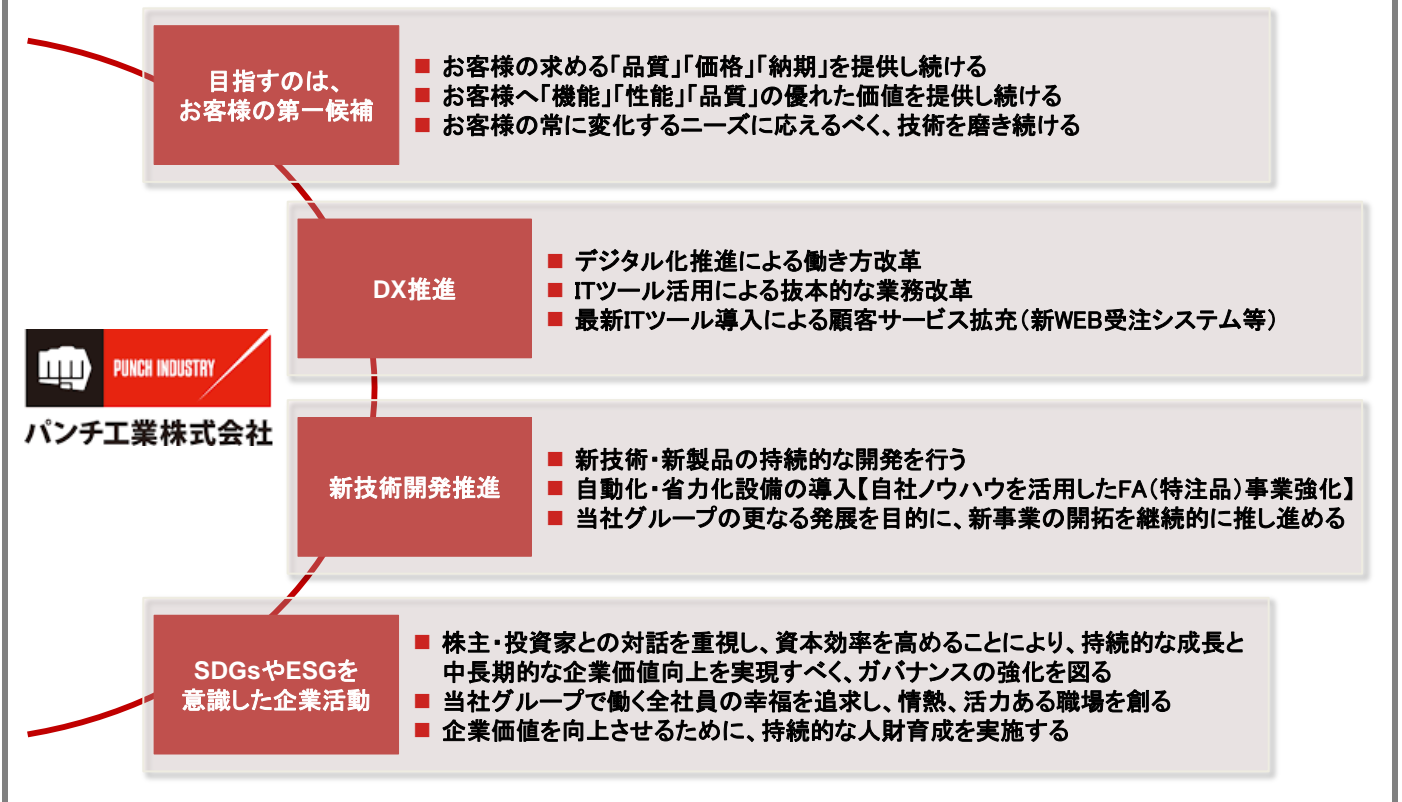 目指すのは、
お客様の第一候補
■ お客様の求める「品質」「価格」「納期」を提供し続ける
■ お客様へ「機能」「性能」「品質」の優れた価値を提供し続ける
■ お客様の常に変化するニーズに応えるべく、技術を磨き続ける
DX推進
■ デジタル化推進による働き方改革
■ ITツール活用による抜本的な業務改革
■ 最新ITツール導入による顧客サービス拡充(新WEB受注システム等)
PUNCH INDUSTRY
パンチ工業株式会社
新技術開発推進
■ 新技術・新製品の持続的な開発を行う
■ 自動化・省力化設備の導入【自社ノウハウを活用したFA(特注品)事業強化】
■ 当社グループの更なる発展を目的に、新事業の開拓を継続的に推し進める
SDGsやESGを
意識した企業活動
■ 株主・投資家との対話を重視し、資本効率を高めることにより、持続的な成長と
中長期的な企業価値向上を実現すべく、ガバナンスの強化を図る
■ 当社グループで働く全社員の幸福を追求し、情熱、活力ある職場を創る
■ 企業価値を向上させるために、持続的な人財育成を実施する